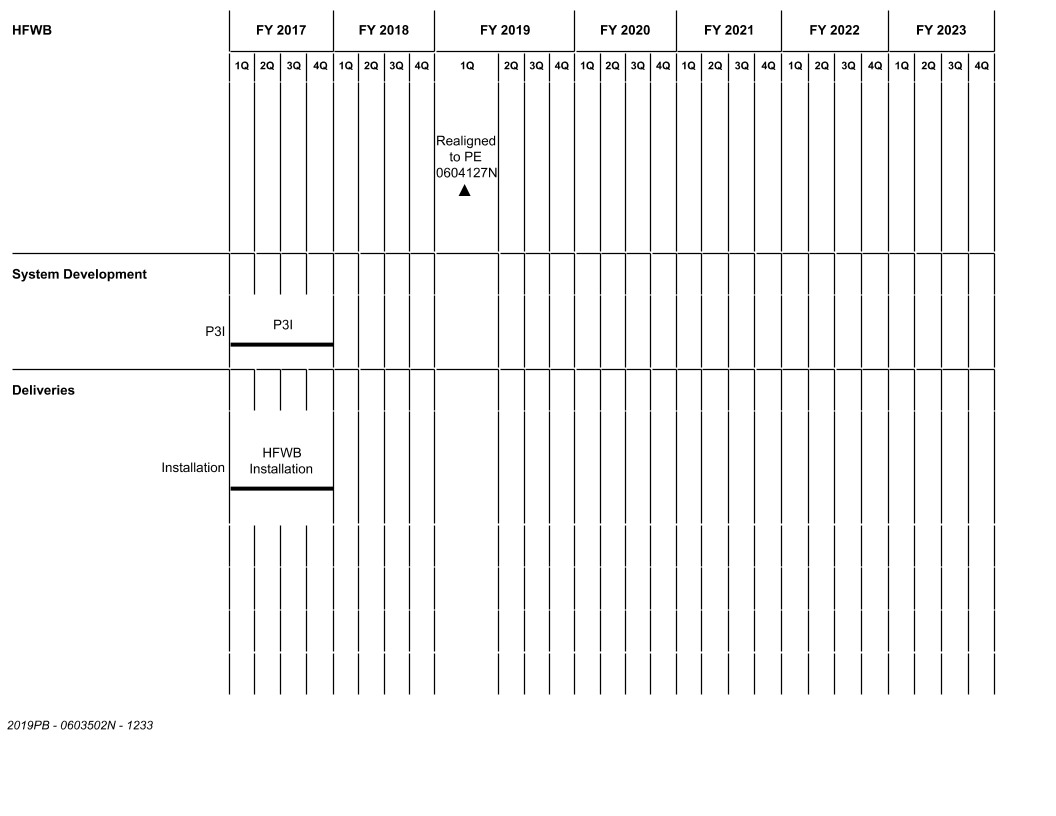 HFWB FY 2017 FY 2018 FY 2019 FY 2020 FY 2021 FY 2022 FY 2023
1Q 2Q 3Q 4Q 1Q 2Q 3Q 4Q 1Q 2Q 3Q 4Q 1Q 2Q 3Q 4Q 1Q 2Q 3Q 4Q 1Q 2Q 3Q 4Q 1Q 2Q 3Q 4Q
Realigned
to PE
0604127N
System Development
P3I P3I
Deliveries
HFWB
Installation Installation
2019PB - 0603502N - 1233